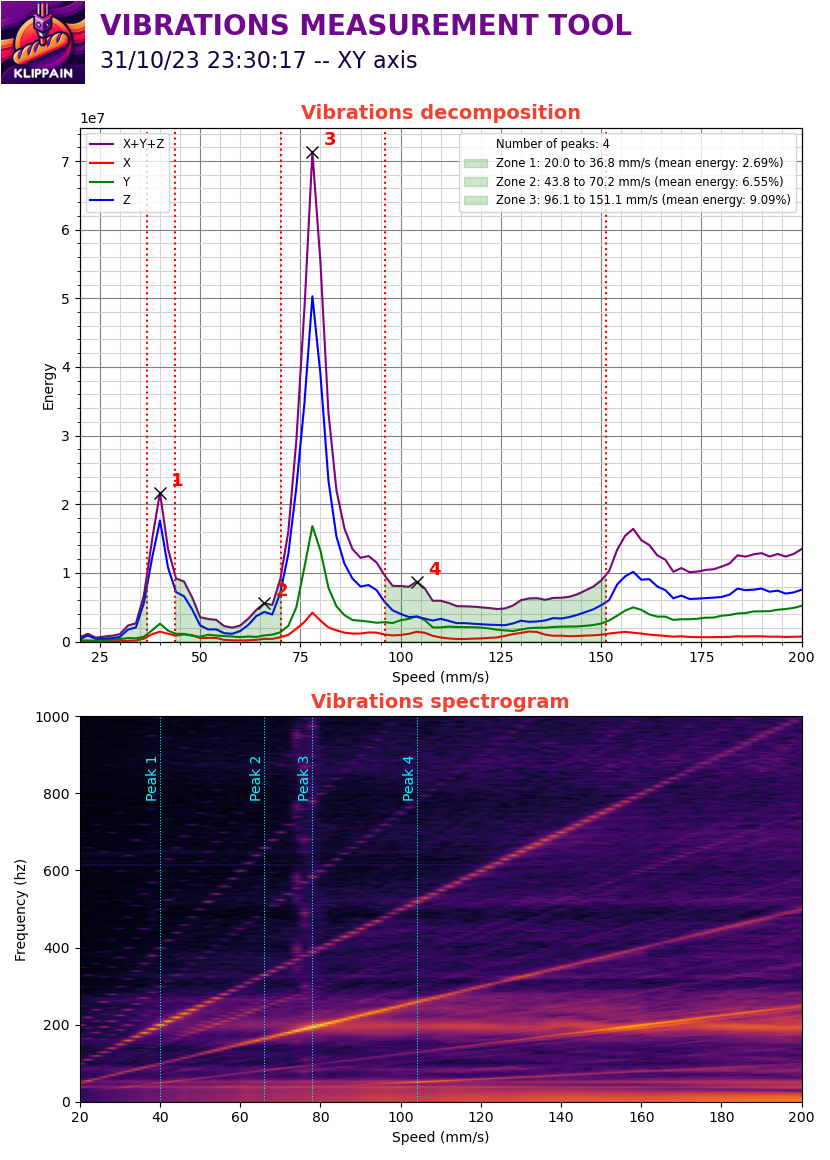 KLIPPAIN
VIBRATIONS MEASUREMENT TOOL
31/10/23 23:30:17 -- XY axis
Vibrations decomposition
1e7
X+Y+Z
X
Y
Z
Number of peaks: 4
Zone 1: 20.0 to 36.8 mm/s (mean energy: 2.69%)
Zone 2: 43.8 to 70.2 mm/s (mean energy: 6.55%)
Zone 3: 96.1 to 151.1 mm/s (mean energy: 9.09%)
3
1
2
4
Energy
7
6
5
4
3
2
1
0
25 50 75 100 125 150 175 200
Speed (mm/s)
Vibrations spectrogram
Peak 1
Peak 2
Peak 3
Peak 4
Frequency (hz)
1000
800
600
400
200
0
20 40 60 80 100 120 140 160 180 200
Speed (mm/s)